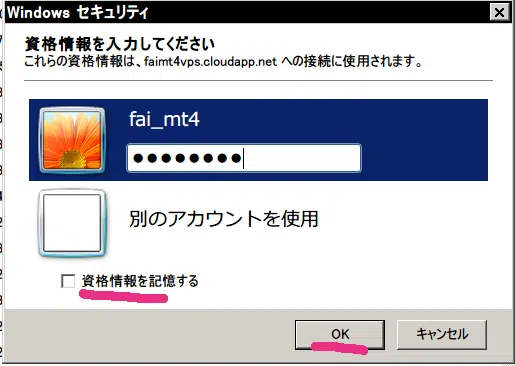 Windows セキュリティ
資格情報を入力してください
これらの資格情報は、faimt4vps.cloudapp.net への接続に使用されます。
fai_mt4
●●●●●●●●
別のアカウントを使用
資格情報を記憶する
OK
キャンセル